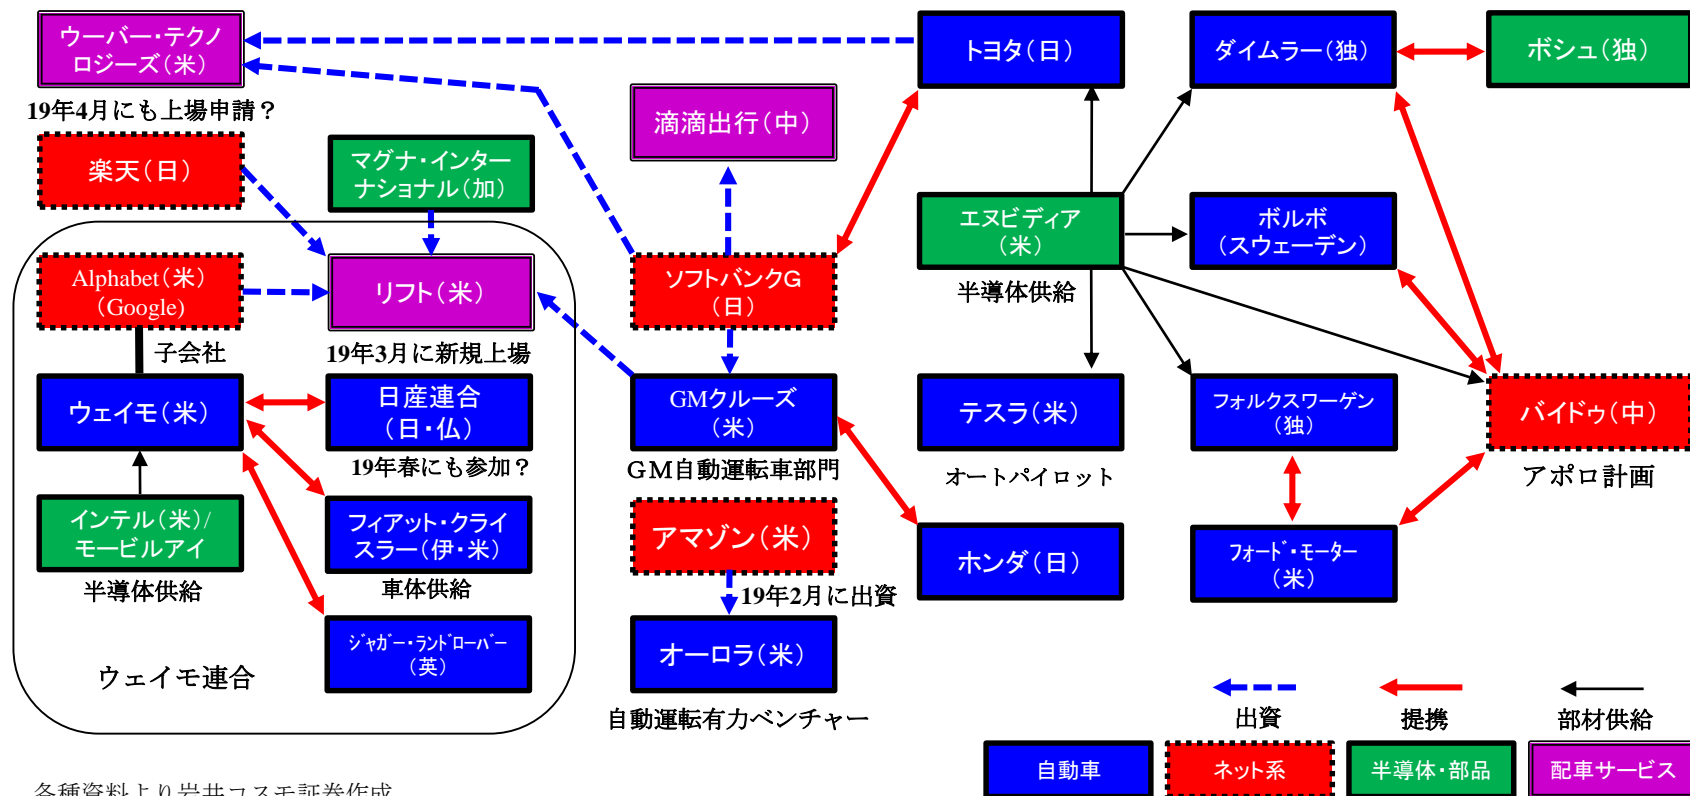 ウーバー・テクノ
ロジーズ(米)
19年4月にも上場申請？
トヨタ(日)
ダイムラー(独)
ボシュ(独)
滴滴出行(中)
楽天(日)
マグナ・インター
ナショナル(加)
エヌビディア
(米)
半導体供給
ボルボ
(スウェーデン)
Alphabet(米)
(Google)
子会社
リフト(米)
19年3月に新規上場
ソフトバンクG
(日)
ウェイモ(米)
日産連合
(日・仏)
19年春にも参加？
GMクルーズ
(米)
GM自動運転車部門
テスラ(米)
オートパイロット
フォルクスワーゲン
(独)
バイドゥ(中)
アポロ計画
インテル(米)/
モービルアイ
半導体供給
フィアット・クライ
スラー(伊・米)
車体供給
アマゾン(米)
19年2月に出資
ホンダ(日)
フォード・モーター
(米)
ジャガー・ランドローバー
(英)
ウェイモ連合
オーロラ(米)
自動運転有力ベンチャー
出資
提携
部材供給
自動車
ネット系
半導体・部品
配車サービス
各種資料より岩井コスモ証券作成